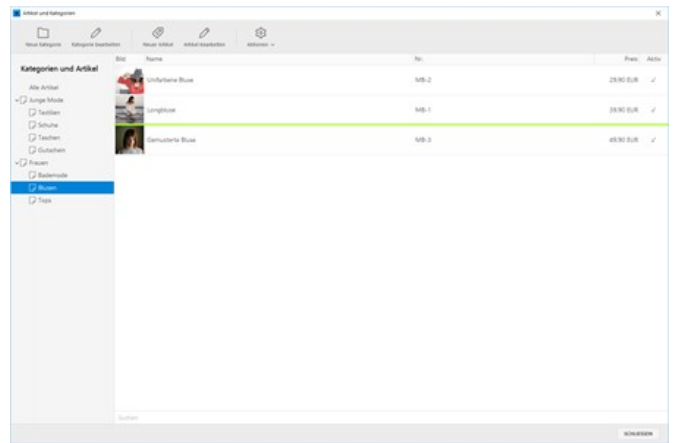 Artikel und Kategorien
Neue Kategorie Kategorie bearbeiten Neuer Artikel Artikel bearbeiten Aktionen
Kategorien und Artikel
Bild Name Nr. Preis Aktiv
Alle Artikel
Junge Mode
Textilien
Schuhe
Taschen
Gutschein
Frauen
Bademode
Blusen
Tops
Unifarbene Bluse MB-2 29,90 EUR
Longbluse MB-1 39,90 EUR
Gemusterte Bluse MB-3 49,90 EUR
Suchen
SCHLIESSEN